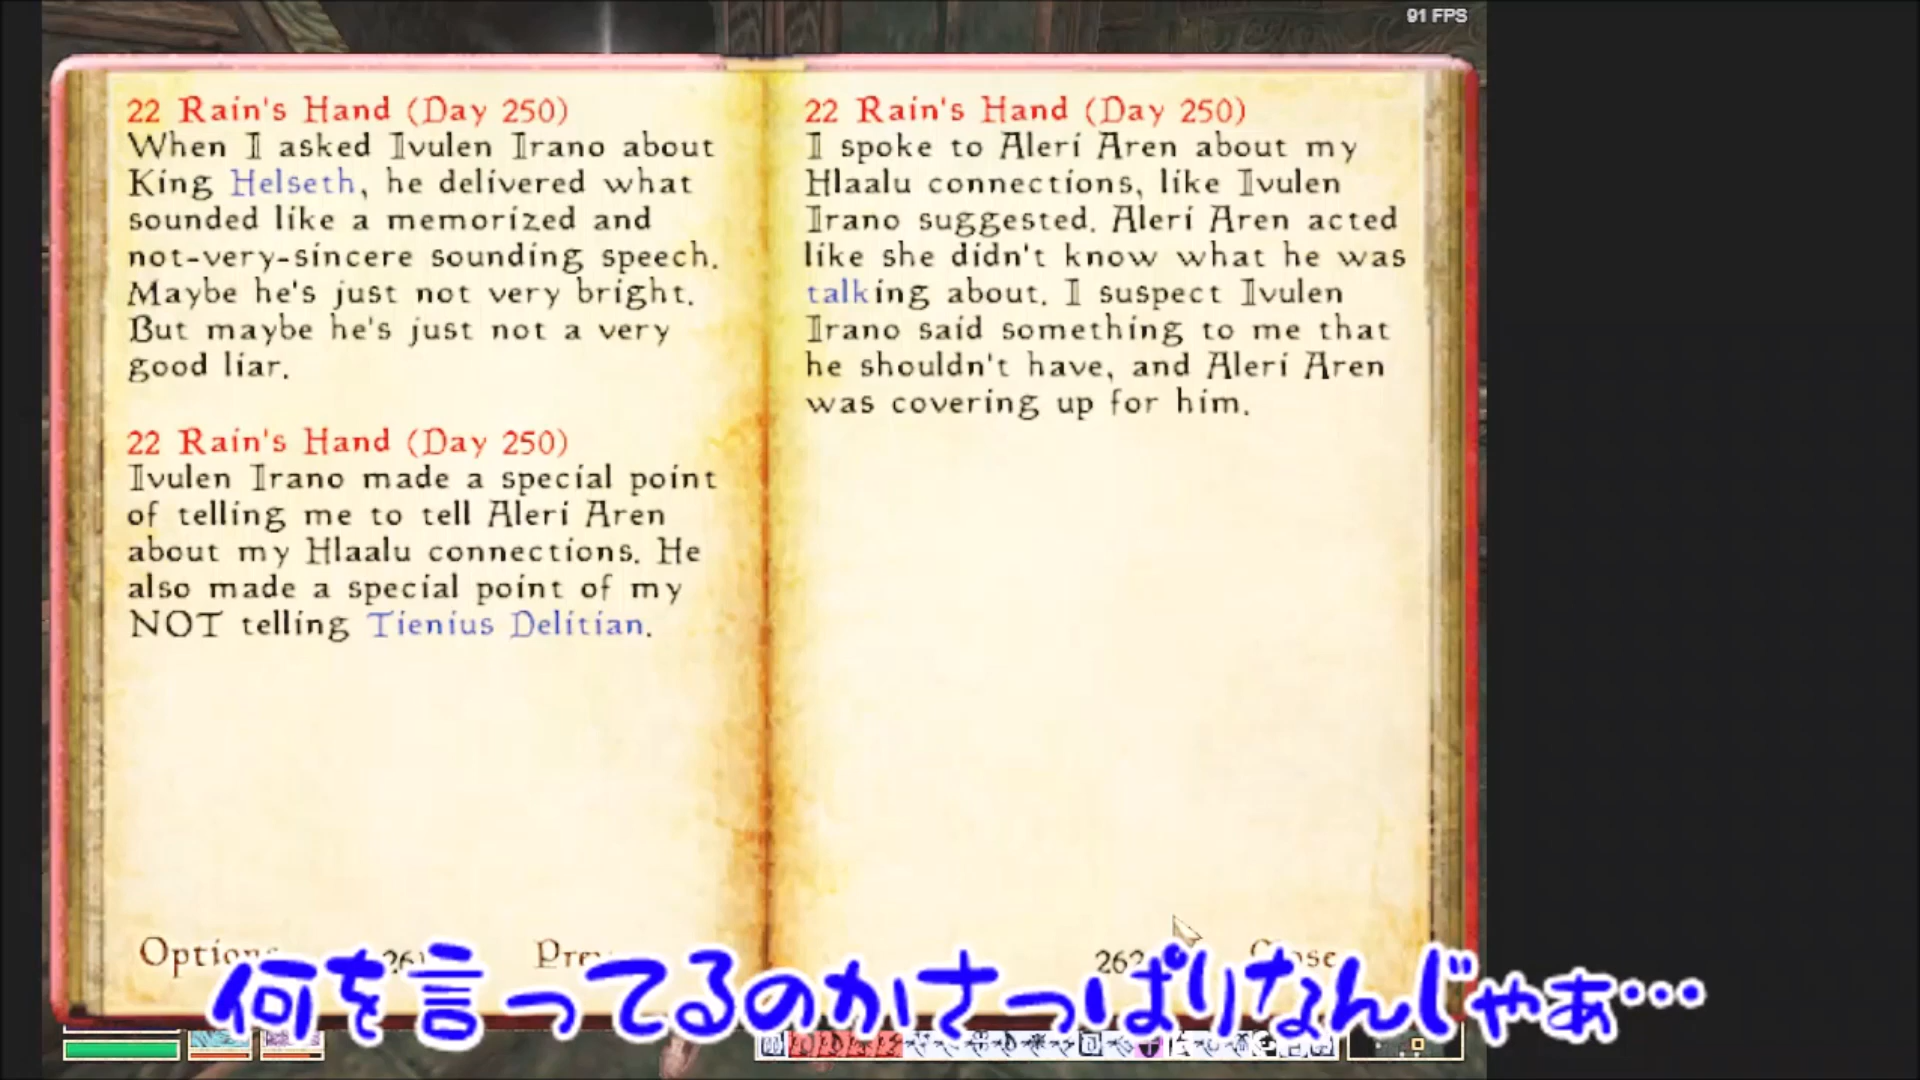 91 FPS
22 Rain's Hand (Day 250)
When I asked Ivulen Irano about
King Helseth, he delivered what
sounded like a memorized and
not-very-sincere sounding speech.
Maybe he's just not very bright.
But maybe he's just not a very
good liar.
22 Rain's Hand (Day 250)
Ivulen Irano made a special point
of telling me to tell Aleri Aren
about my Hlaalu connections. He
also made a special point of my
NOT telling Tienius Delitian.
22 Rain's Hand (Day 250)
I spoke to Aleri Aren about my
Hlaalu connections, like Ivulen
Irano suggested. Aleri Aren acted
like she didn't know what he was
talking about. I suspect Ivulen
Irano said something to me that
he shouldn't have, and Aleri Aren
was covering up for him.
Options 261 Prev 262 Close
何を言ってるのかさっぱりなんじゃぁ…